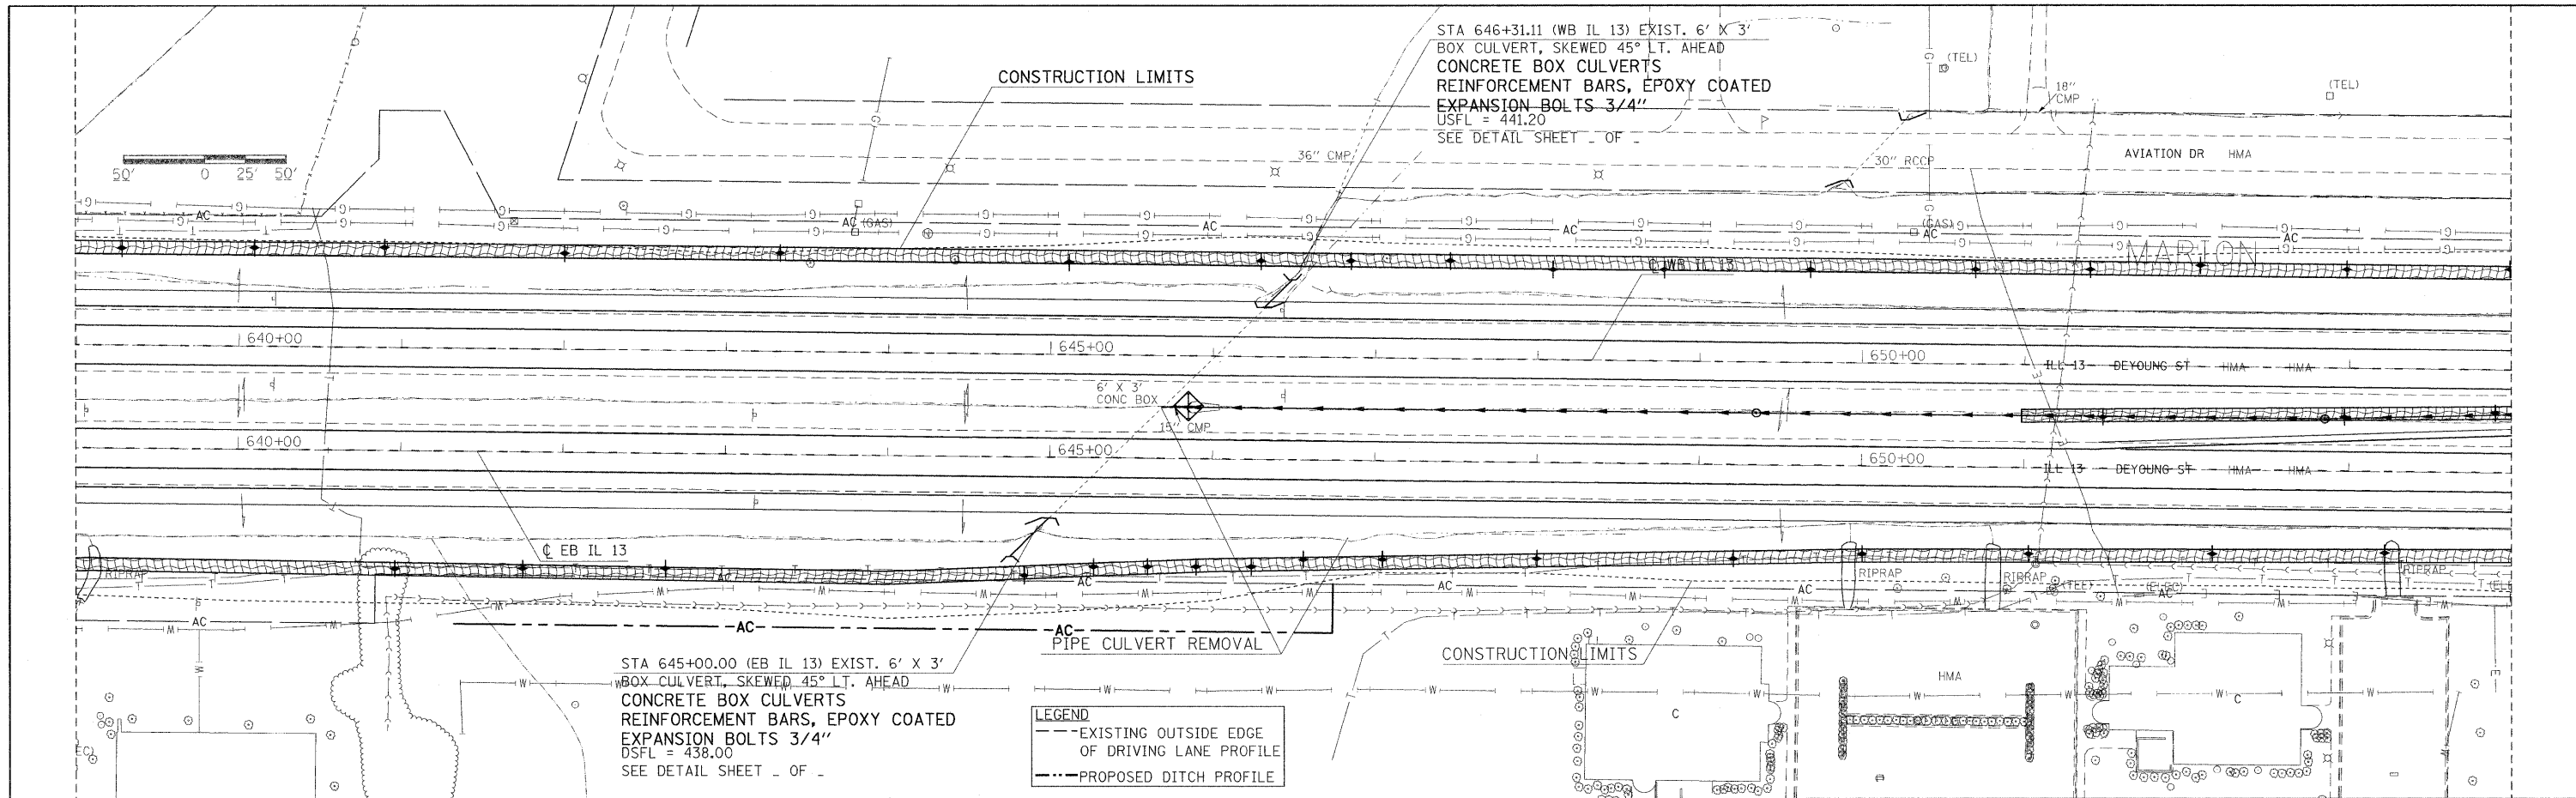 STA 646+31.11 (WB IL 13) EXIST. 6' X 3'
BOX CULVERT, SKEWED 45° LT. AHEAD
CONCRETE BOX CULVERTS
REINFORCEMENT BARS, EPOXY COATED
EXPANSION BOLTS 3/4"
USFL = 441.20
SEE DETAIL SHEET _ OF _
CONSTRUCTION LIMITS
(TEL)
(TEL)
18"
CMP
36" CMP
30" RCCP
AVIATION DR HMA
50' 0 25' 50'
AC
AC (GAS)
AC
AC
(GAS)
AC
AC
MARION
℄ WB IL 13
640+00
645+00
650+00
ILL 13 DEYOUNG ST HMA HMA
6' X 3'
CONC BOX
15" CMP
640+00
645+00
650+00
ILL 13 DEYOUNG ST HMA HMA
℄ EB IL 13
RIPRAP
AC
AC
AC
AC
AC
RIPRAP
RIPRAP
(TEL)
(ELEC)
AC
RIPRAP
AC
AC
AC
PIPE CULVERT REMOVAL
CONSTRUCTION LIMITS
STA 645+00.00 (EB IL 13) EXIST. 6' X 3'
BOX CULVERT, SKEWED 45° LT. AHEAD
CONCRETE BOX CULVERTS
REINFORCEMENT BARS, EPOXY COATED
EXPANSION BOLTS 3/4"
DSFL = 438.00
SEE DETAIL SHEET _ OF _
LEGEND
EXISTING OUTSIDE EDGE
OF DRIVING LANE PROFILE
PROPOSED DITCH PROFILE
HMA
C
C